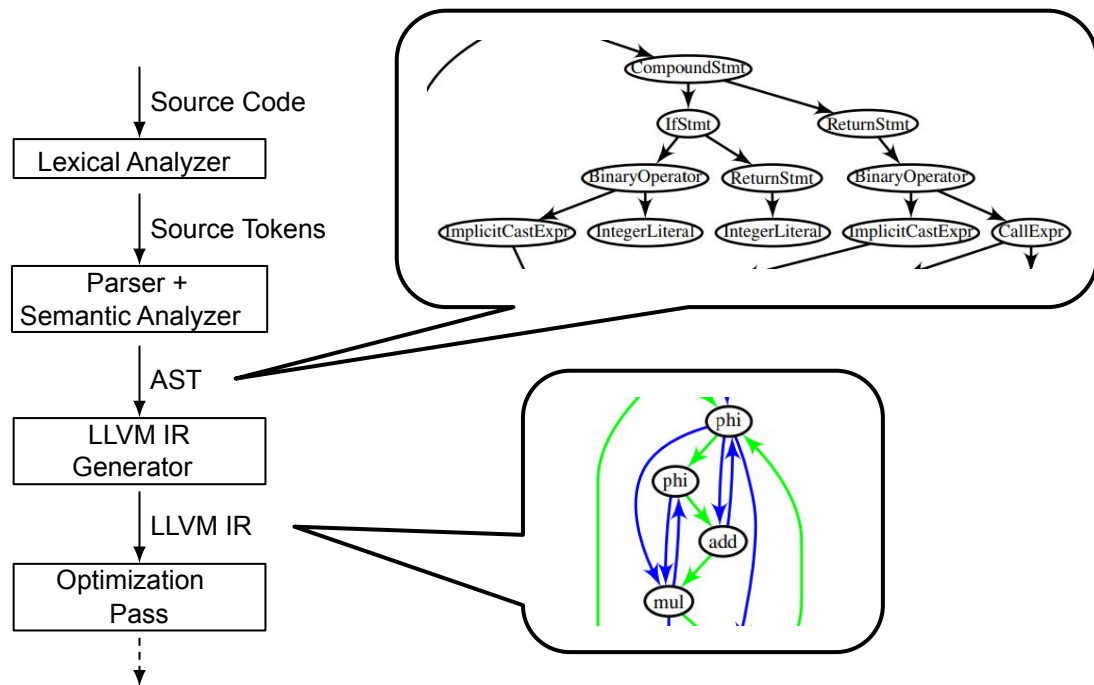 Source Code
Lexical Analyzer
Source Tokens
Parser +
Semantic Analyzer
AST
LLVM IR
Generator
LLVM IR
Optimization
Pass
CompoundStmt
IfStmt
ReturnStmt
BinaryOperator
ReturnStmt
BinaryOperator
ImplicitCastExpr
IntegerLiteral
IntegerLiteral
ImplicitCastExpr
CallExpr
phi
phi
add
mul